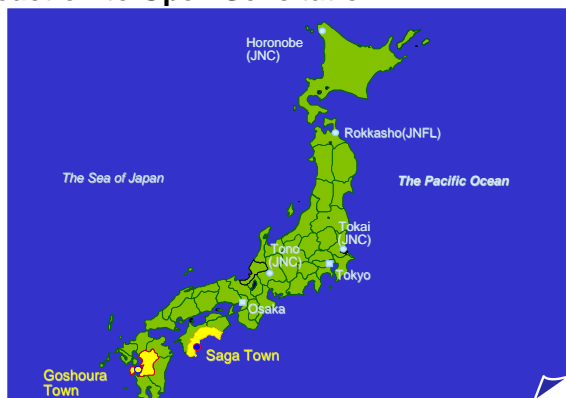 Horonobe
(JNC)
Rokkasho(JNFL)
The Sea of Japan
The Pacific Ocean
Tokai
(JNC)
Tono
(JNC)
Tokyo
Osaka
Saga Town
Goshoura
Town